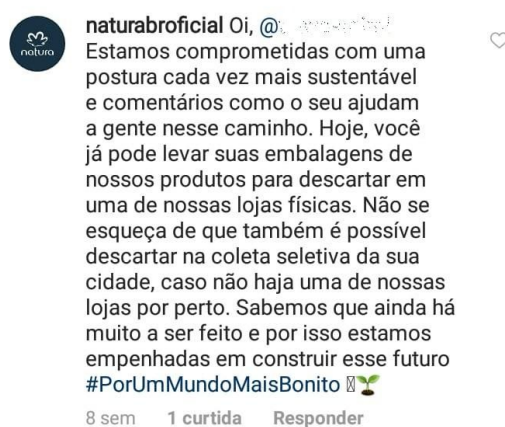 naturabroficial Oi, @
Estamos comprometidas com uma
postura cada vez mais sustentável
e comentários como o seu ajudam
a gente nesse caminho. Hoje, você
já pode levar suas embalagens de
nossos produtos para descartar em
uma de nossas lojas físicas. Não se
esqueça de que também é possível
descartar na coleta seletiva da sua
cidade, caso não haja uma de nossas
lojas por perto. Sabemos que ainda há
muito a ser feito e por isso estamos
empenhadas em construir esse futuro
#PorUmMundoMaisBonito 🌱
8 sem 1 curtida Responder
natura